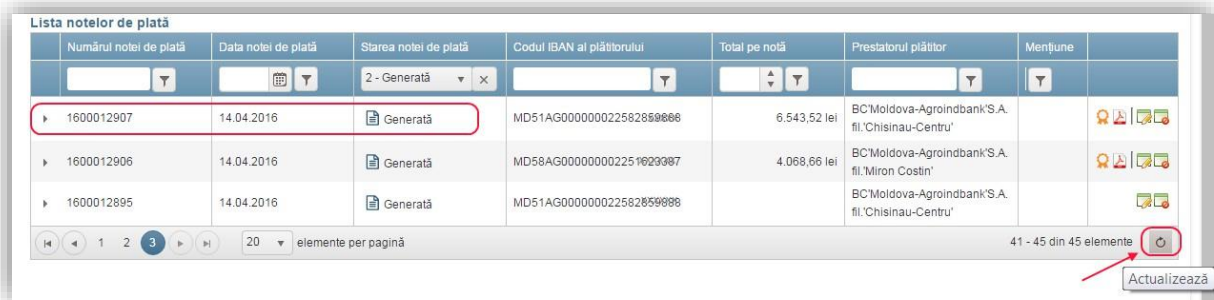 Lista notelor de plată
Numărul notei de plată Data notei de plată Starea notei de plată Codul IBAN al plătitorului Total pe notă Prestatorul plătitor Mențiune
2 - Generată
1600012907 14.04.2016 Generată 6.543,52 lei BC'Moldova-Agroindbank'S.A.
fil.'Chisinau-Centru'
1600012906 14.04.2016 Generată 4.068,66 lei BC'Moldova-Agroindbank'S.A.
fil.'Miron Costin'
1600012895 14.04.2016 Generată BC'Moldova-Agroindbank'S.A.
fil.'Chisinau-Centru'
1 2 3 20 elemente per pagină 41 - 45 din 45 elemente
Actualizează